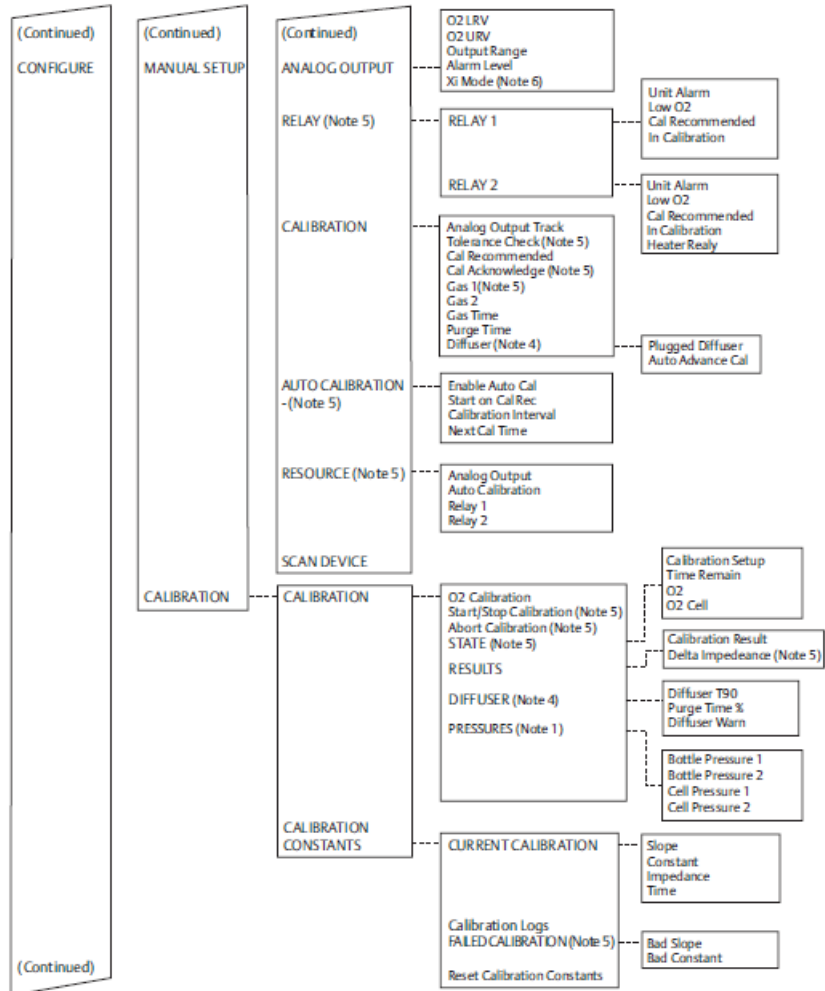 (Continued)
CONFIGURE
(Continued)
(Continued)
MANUAL SETUP
(Continued)
ANALOG OUTPUT
O2 LRV
O2 URV
Output Range
Alarm Level
Xi Mode (Note 6)
RELAY (Note 5)
RELAY 1
Unit Alarm
Low O2
Cal Recommended
In Calibration
RELAY 2
Unit Alarm
Low O2
Cal Recommended
In Calibration
Heater Realy
CALIBRATION
Analog Output Track
Tolerance Check (Note 5)
Cal Recommended
Cal Acknowledge (Note 5)
Gas 1(Note 5)
Gas 2
Gas Time
Purge Time
Diffuser (Note 4)
Plugged Diffuser
Auto Advance Cal
AUTO CALIBRATION
-(Note 5)
Enable Auto Cal
Start on Cal Rec
Calibration Interval
Next Cal Time
RESOURCE (Note 5)
Analog Output
Auto Calibration
Relay 1
Relay 2
SCAN DEVICE
CALIBRATION
CALIBRATION
O2 Calibration
Start/Stop Calibration (Note 5)
Abort Calibration (Note 5)
STATE (Note 5)
Calibration Setup
Time Remain
O2
O2 Cell
RESULTS
Calibration Result
Delta Impedeance (Note 5)
DIFFUSER (Note 4)
Diffuser T90
Purge Time %
Diffuser Warn
PRESSURES (Note 1)
Bottle Pressure 1
Bottle Pressure 2
Cell Pressure 1
Cell Pressure 2
CALIBRATION
CONSTANTS
CURRENT CALIBRATION
Slope
Constant
Impedance
Time
Calibration Logs
FAILED CALIBRATION (Note 5)
Bad Slope
Bad Constant
Reset Calibration Constants